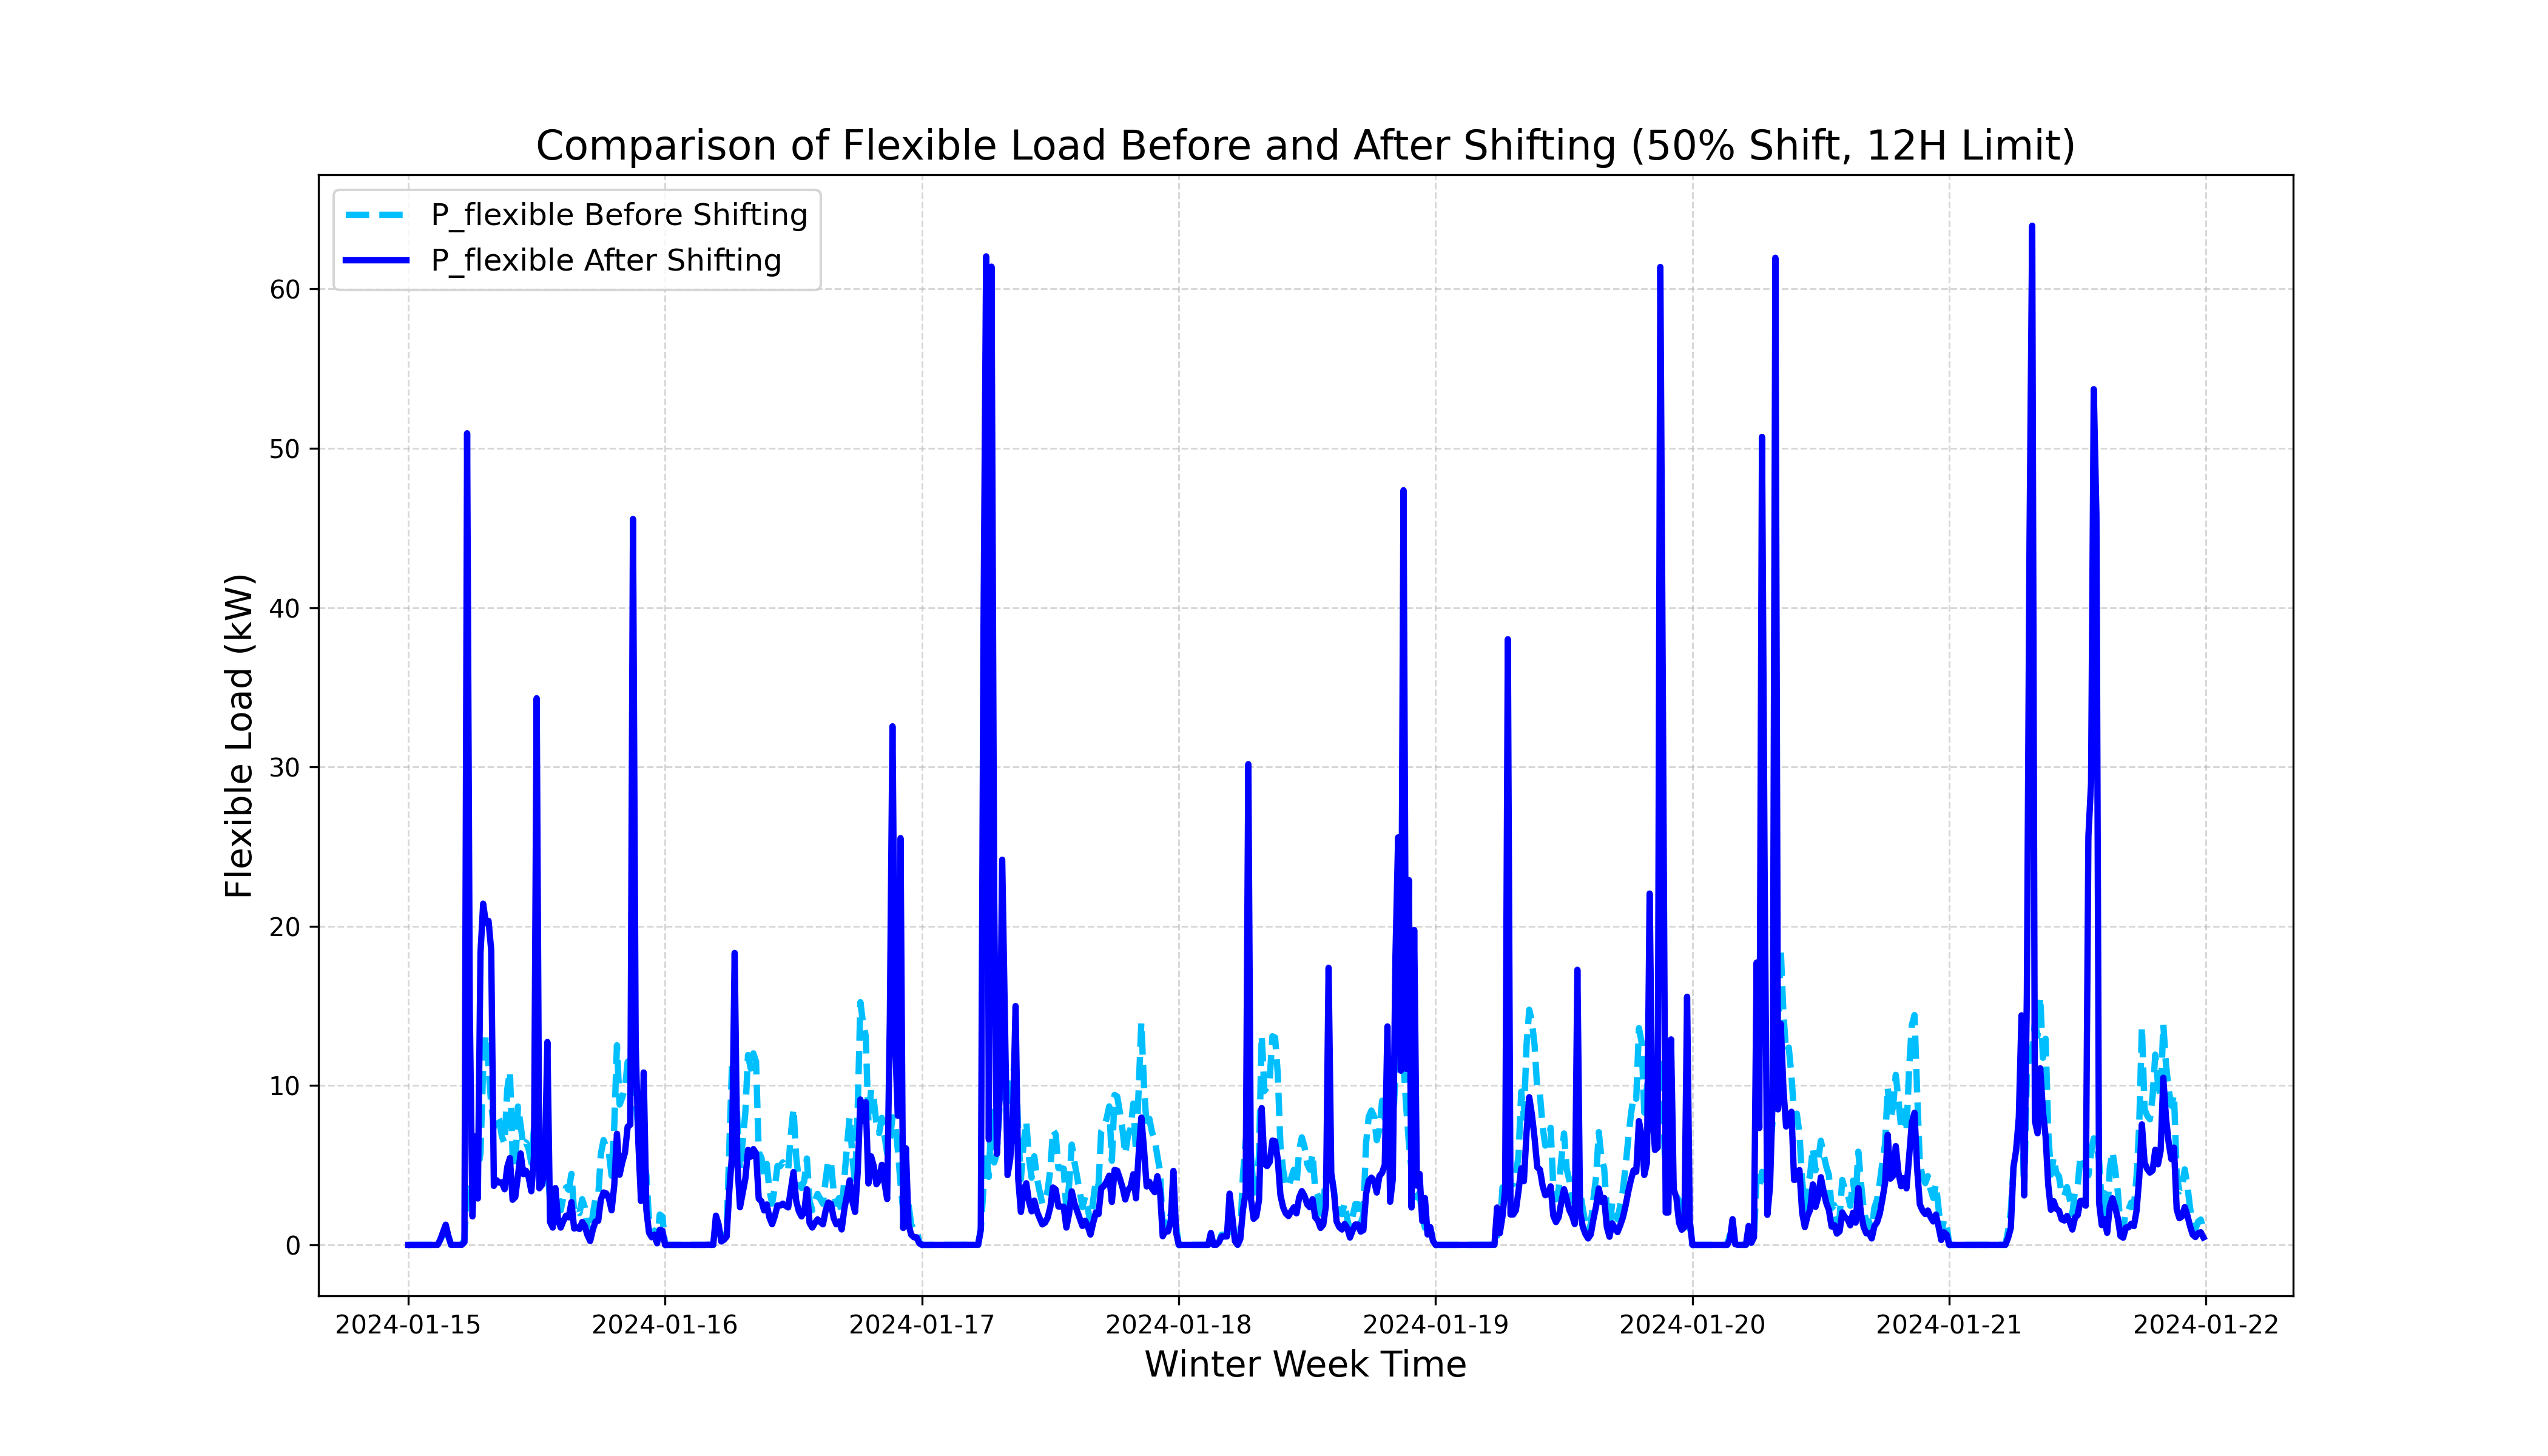 Comparison of Flexible Load Before and After Shifting (50% Shift, 12H Limit)
P_flexible Before Shifting
P_flexible After Shifting
Flexible Load (kW)
60
50
40
30
20
10
0
2024-01-15 2024-01-16 2024-01-17 2024-01-18 2024-01-19 2024-01-20 2024-01-21 2024-01-22
Winter Week Time